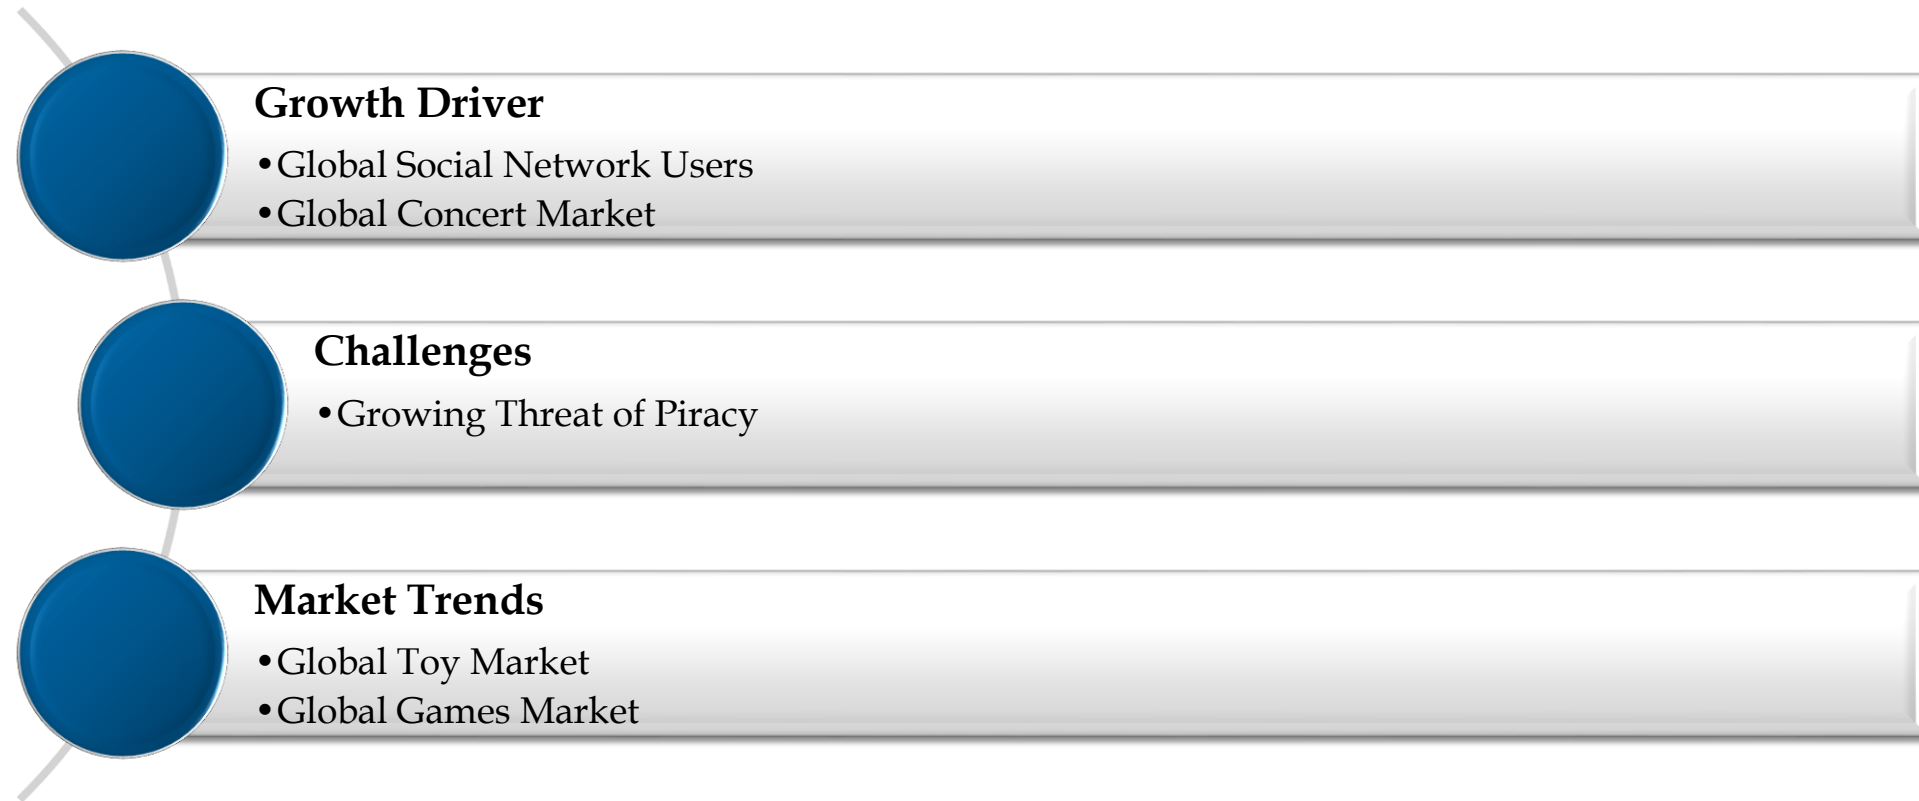 Growth Driver
•Global Social Network Users
•Global Concert Market
Challenges
•Growing Threat of Piracy
Market Trends
•Global Toy Market
•Global Games Market